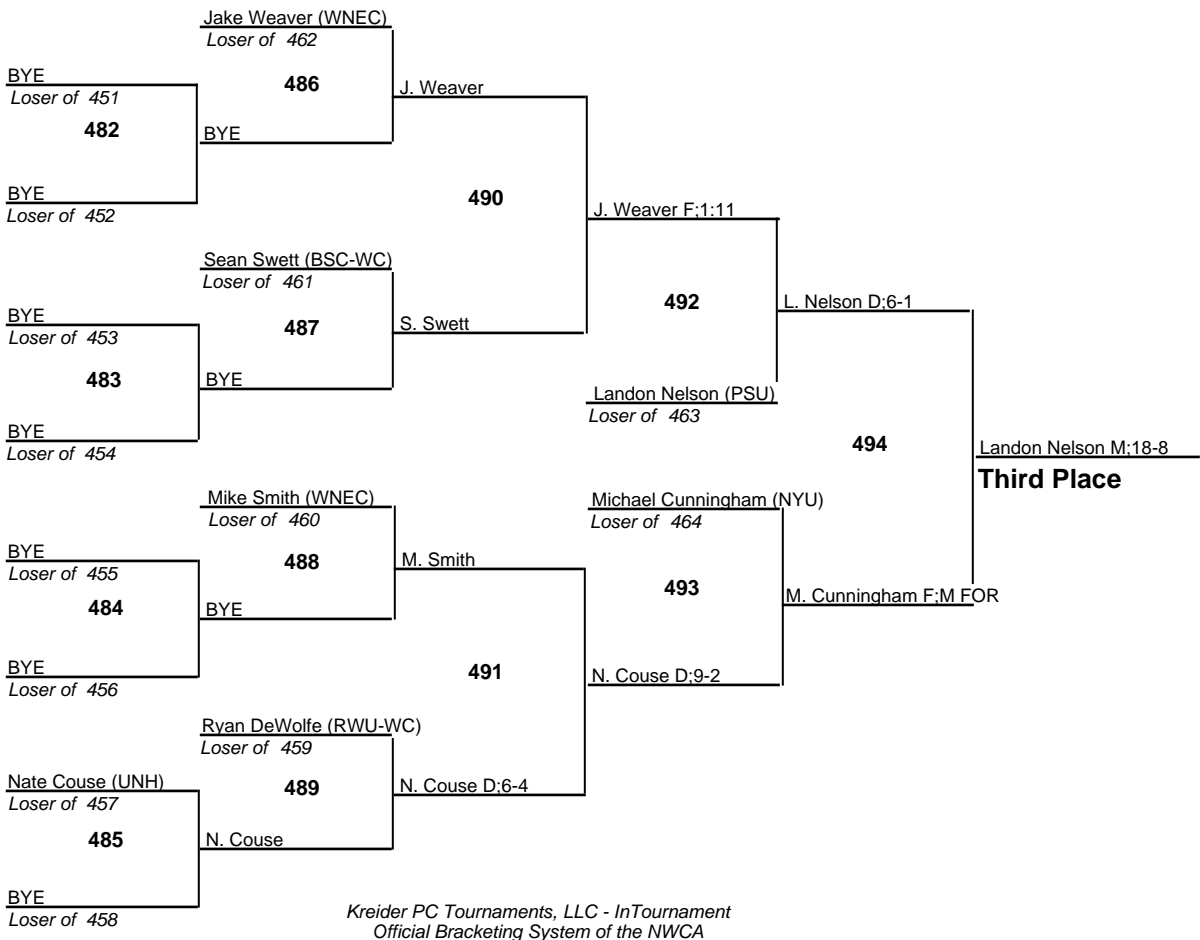 Jake Weaver (WNEC)
Loser of 462
BYE
Loser of 451
486
J. Weaver
482
BYE
BYE
Loser of 452
490
J. Weaver F;1:11
Sean Swett (BSC-WC)
Loser of 461
492
L. Nelson D;6-1
BYE
Loser of 453
487
S. Swett
483
BYE
Landon Nelson (PSU)
Loser of 463
BYE
Loser of 454
494
Landon Nelson M;18-8
Third Place
Mike Smith (WNEC)
Loser of 460
Michael Cunningham (NYU)
Loser of 464
BYE
Loser of 455
488
M. Smith
493
M. Cunningham F;M FOR
484
BYE
BYE
Loser of 456
491
N. Couse D;9-2
Ryan DeWolfe (RWU-WC)
Loser of 459
Nate Couse (UNH)
Loser of 457
489
N. Couse D;6-4
485
N. Couse
BYE
Loser of 458
Kreider PC Tournaments, LLC - InTournament
Official Bracketing System of the NWCA